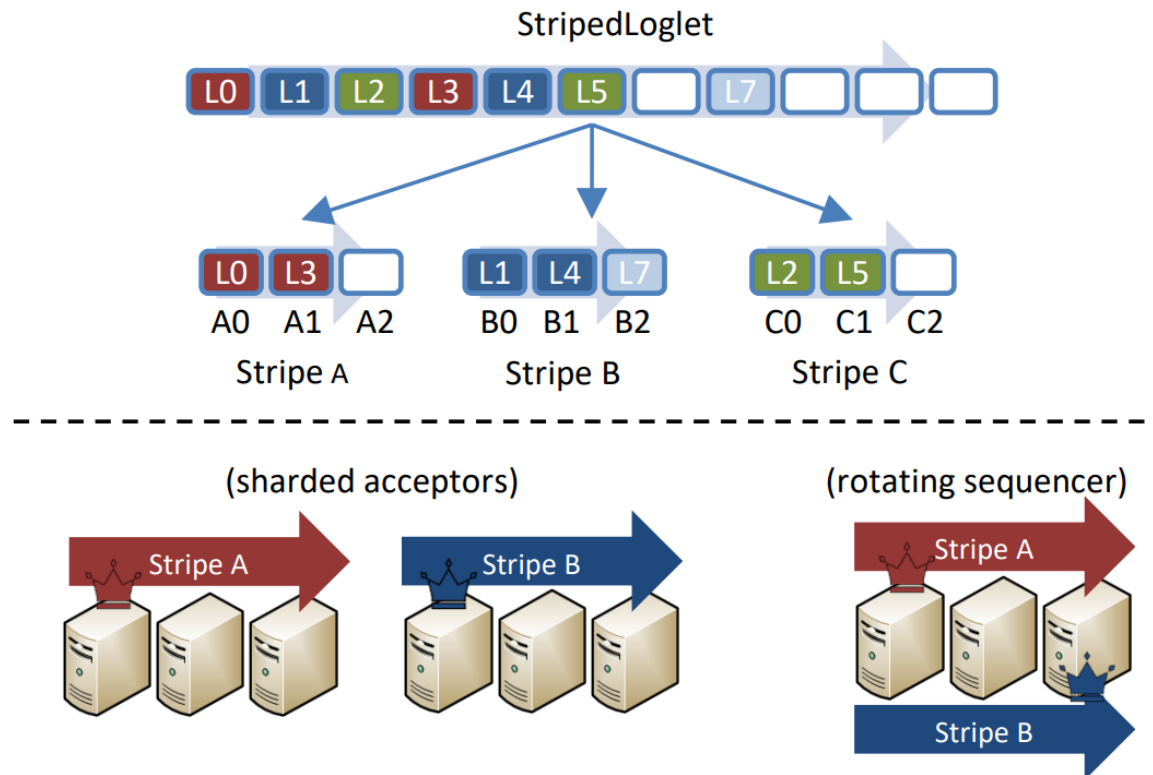 StripedLoglet
L0 L1 L2 L3 L4 L5 L7
L0 L3 L1 L4 L7 L2 L5
A0 A1 A2 B0 B1 B2 C0 C1 C2
Stripe A Stripe B Stripe C
(sharded acceptors) (rotating sequencer)
Stripe A Stripe B Stripe A
Stripe B